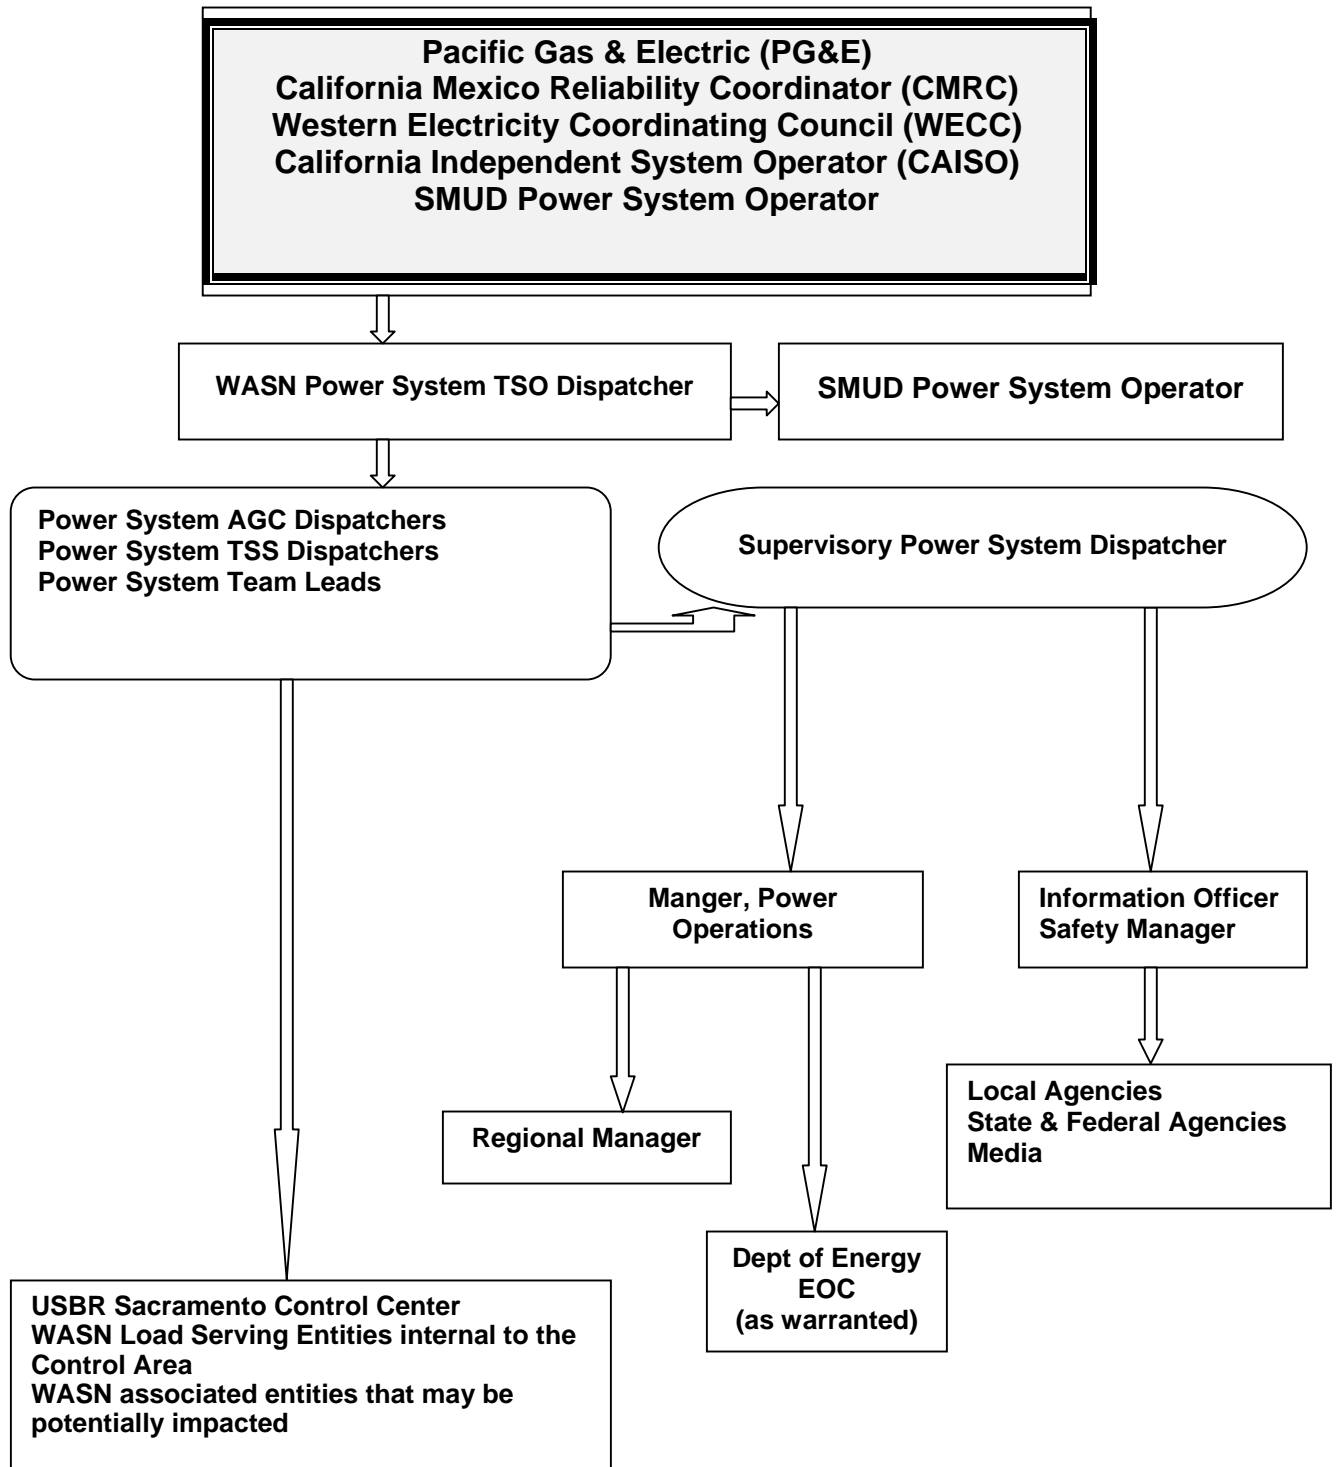 Pacific Gas & Electric (PG&E)
California Mexico Reliability Coordinator (CMRC)
Western Electricity Coordinating Council (WECC)
California Independent System Operator (CAISO)
SMUD Power System Operator
WASN Power System TSO Dispatcher
SMUD Power System Operator
Power System AGC Dispatchers
Power System TSS Dispatchers
Power System Team Leads
Supervisory Power System Dispatcher
Manger, Power
Operations
Information Officer
Safety Manager
Regional Manager
Local Agencies
State & Federal Agencies
Media
Dept of Energy
EOC
(as warranted)
USBR Sacramento Control Center
WASN Load Serving Entities internal to the
Control Area
WASN associated entities that may be
potentially impacted